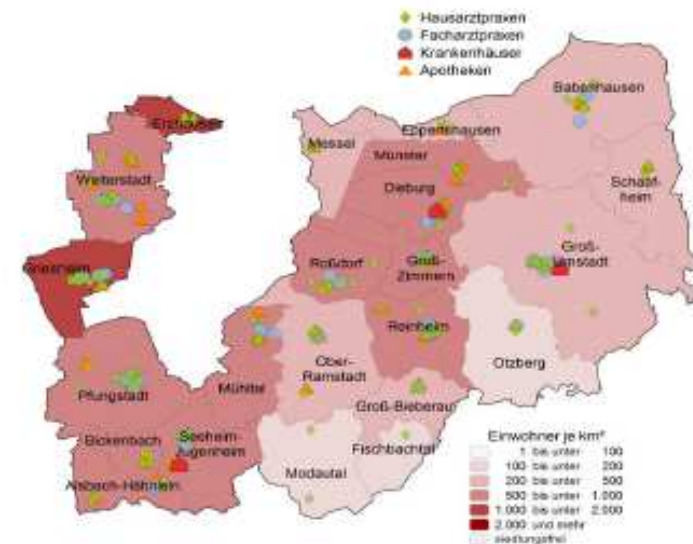 Hausarztpraxen
Facharztpraxen
Krankenhäuser
Apotheken
Babenhausen
Erzhausen
Eppertshausen
Messel
Münster
Weiterstadt
Dieburg
Schaafheim
Griesheim
Roßdorf
Groß-Zimmern
Groß-Umstadt
Reinheim
Otzberg
Ober-Ramstadt
Pfungstadt
Mühltal
Groß-Bieberau
Bickenbach
Seeheim-Jugenheim
Fischbachtal
Modautal
Alsbach-Hähnlein
Einwohner je km²
1 bis unter 100
100 bis unter 200
200 bis unter 500
500 bis unter 1.000
1.000 bis unter 2.000
2.000 und mehr
siedlungsfrei